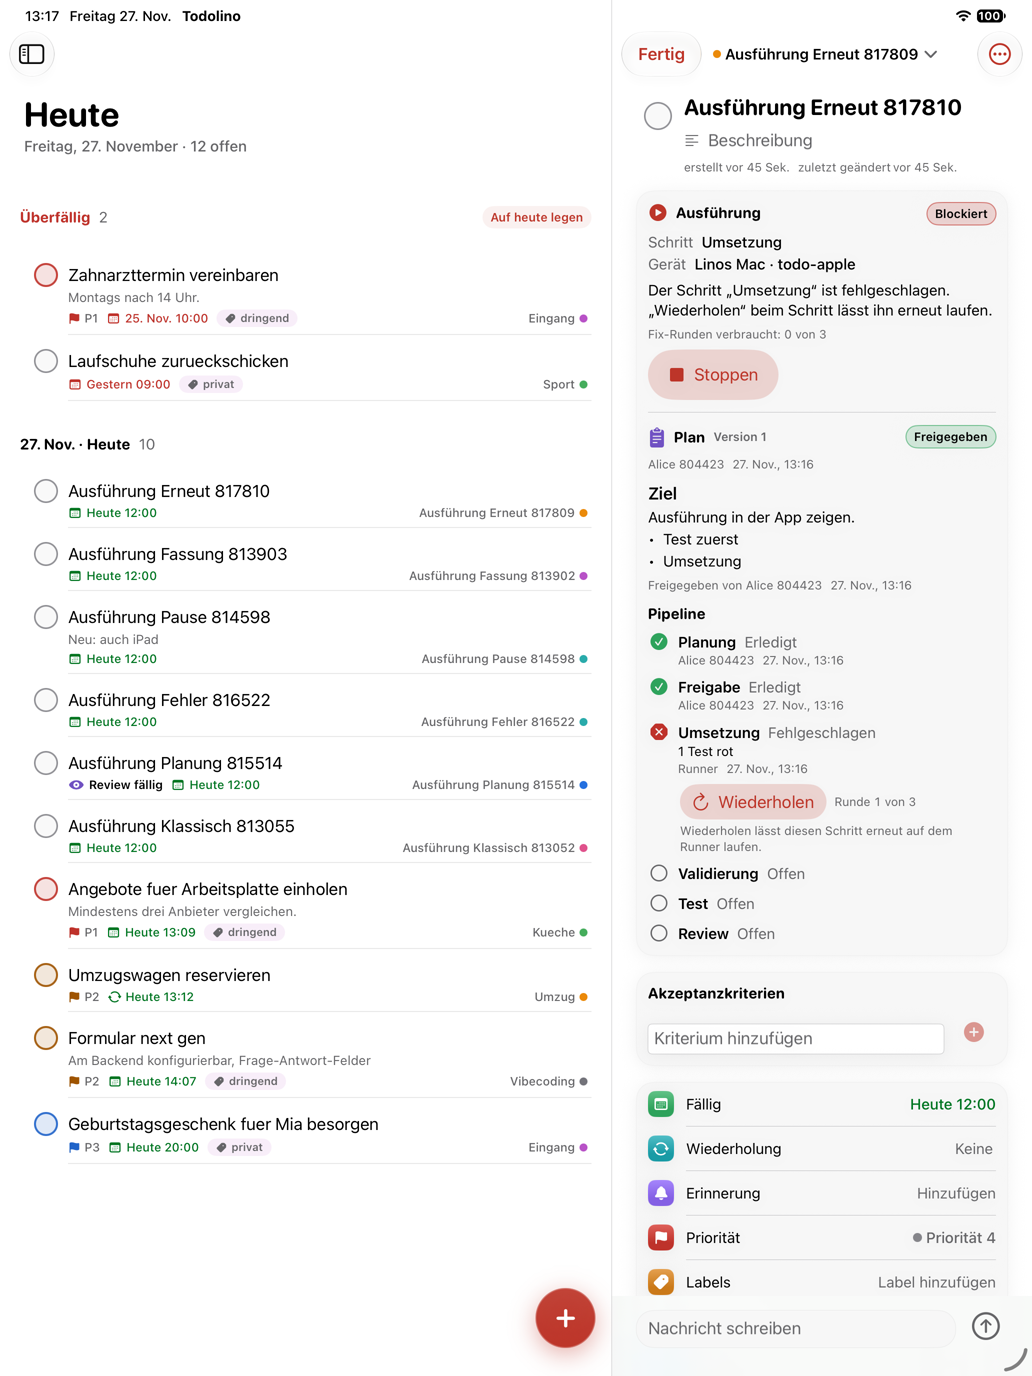 13:17 Freitag 27. Nov. Todolino
100
Heute
Freitag, 27. November · 12 offen
Überfällig 2
Auf heute legen
Zahnarzttermin vereinbaren
Montags nach 14 Uhr.
P1 25. Nov. 10:00 dringend Eingang
Laufschuhe zurueckschicken
Gestern 09:00 privat Sport
27. Nov. · Heute 10
Ausführung Erneut 817810
Heute 12:00 Ausführung Erneut 817809
Ausführung Fassung 813903
Heute 12:00 Ausführung Fassung 813902
Ausführung Pause 814598
Neu: auch iPad
Heute 12:00 Ausführung Pause 814598
Ausführung Fehler 816522
Heute 12:00 Ausführung Fehler 816522
Ausführung Planung 815514
Review fällig Heute 12:00 Ausführung Planung 815514
Ausführung Klassisch 813055
Heute 12:00 Ausführung Klassisch 813052
Angebote fuer Arbeitsplatte einholen
Mindestens drei Anbieter vergleichen.
P1 Heute 13:09 dringend Kueche
Umzugswagen reservieren
P2 Heute 13:12 Umzug
Formular next gen
Am Backend konfigurierbar, Frage-Antwort-Felder
P2 Heute 14:07 dringend Vibecoding
Geburtstagsgeschenk fuer Mia besorgen
P3 Heute 20:00 privat Eingang
Fertig
Ausführung Erneut 817809
Ausführung Erneut 817810
Beschreibung
erstellt vor 45 Sek. zuletzt geändert vor 45 Sek.
Ausführung Blockiert
Schritt Umsetzung
Gerät Linos Mac · todo-apple
Der Schritt „Umsetzung“ ist fehlgeschlagen.
„Wiederholen“ beim Schritt lässt ihn erneut laufen.
Fix-Runden verbraucht: 0 von 3
Stoppen
Plan Version 1 Freigegeben
Alice 804423 27. Nov., 13:16
Ziel
Ausführung in der App zeigen.
• Test zuerst
• Umsetzung
Freigegeben von Alice 804423 27. Nov., 13:16
Pipeline
Planung Erledigt
Alice 804423 27. Nov., 13:16
Freigabe Erledigt
Alice 804423 27. Nov., 13:16
Umsetzung Fehlgeschlagen
1 Test rot
Runner 27. Nov., 13:16
Wiederholen Runde 1 von 3
Wiederholen lässt diesen Schritt erneut auf dem
Runner laufen.
Validierung Offen
Test Offen
Review Offen
Akzeptanzkriterien
Kriterium hinzufügen
Fällig Heute 12:00
Wiederholung Keine
Erinnerung Hinzufügen
Priorität Priorität 4
Labels Label hinzufügen
Nachricht schreiben